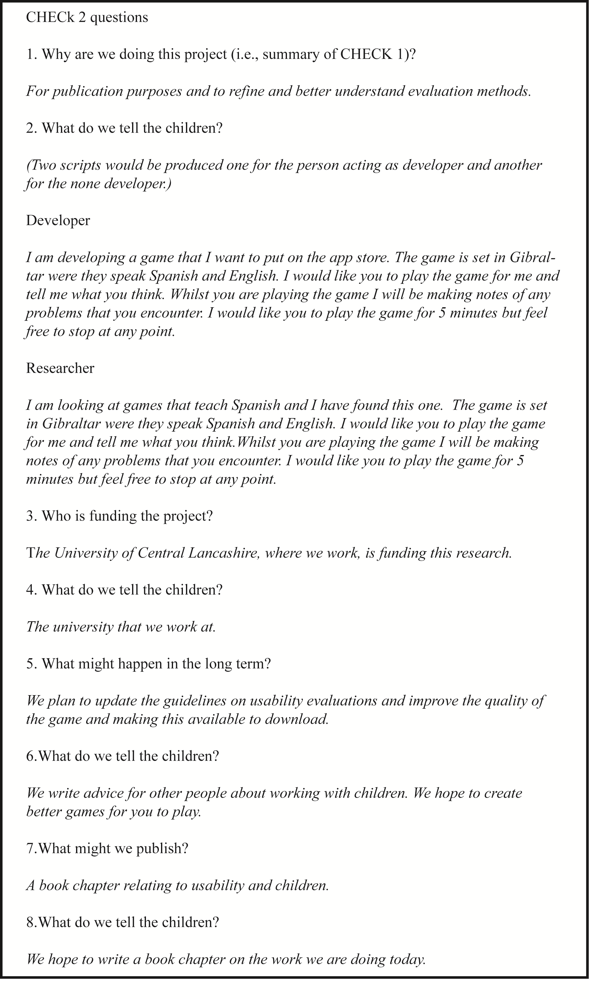 CHECk 2 questions
1. Why are we doing this project (i.e., summary of CHECK 1)?
For publication purposes and to refine and better understand evaluation methods.
2. What do we tell the children?
(Two scripts would be produced one for the person acting as developer and another
for the none developer.)
Developer
I am developing a game that I want to put on the app store. The game is set in Gibral-
tar were they speak Spanish and English. I would like you to play the game for me and
tell me what you think. Whilst you are playing the game I will be making notes of any
problems that you encounter. I would like you to play the game for 5 minutes but feel
free to stop at any point.
Researcher
I am looking at games that teach Spanish and I have found this one.  The game is set
in Gibraltar were they speak Spanish and English. I would like you to play the game
for me and tell me what you think.Whilst you are playing the game I will be making
notes of any problems that you encounter. I would like you to play the game for 5
minutes but feel free to stop at any point.
3. Who is funding the project?
The University of Central Lancashire, where we work, is funding this research.
4. What do we tell the children?
The university that we work at.
5. What might happen in the long term?
We plan to update the guidelines on usability evaluations and improve the quality of
the game and making this available to download.
6.What do we tell the children?
We write advice for other people about working with children. We hope to create
better games for you to play.
7.What might we publish?
A book chapter relating to usability and children.
8.What do we tell the children?
We hope to write a book chapter on the work we are doing today.